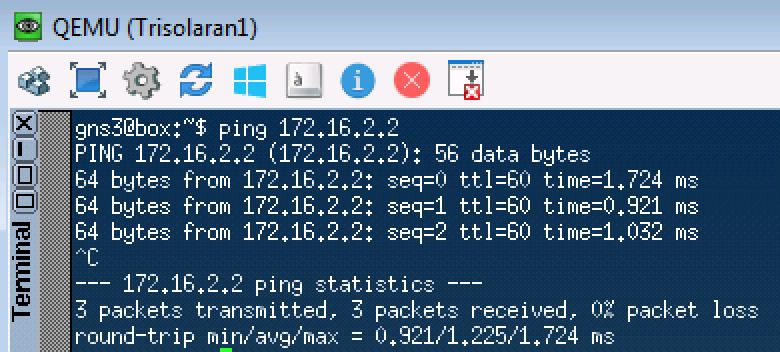 QEMU (Trisolaran1)
gns3@box:~$ ping 172.16.2.2
PING 172.16.2.2 (172.16.2.2): 56 data bytes
64 bytes from 172.16.2.2: seq=0 ttl=60 time=1.724 ms
64 bytes from 172.16.2.2: seq=1 ttl=60 time=0.921 ms
64 bytes from 172.16.2.2: seq=2 ttl=60 time=1.032 ms
^C
--- 172.16.2.2 ping statistics ---
3 packets transmitted, 3 packets received, 0% packet loss
round-trip min/avg/max = 0.921/1.225/1.724 ms
Terminal